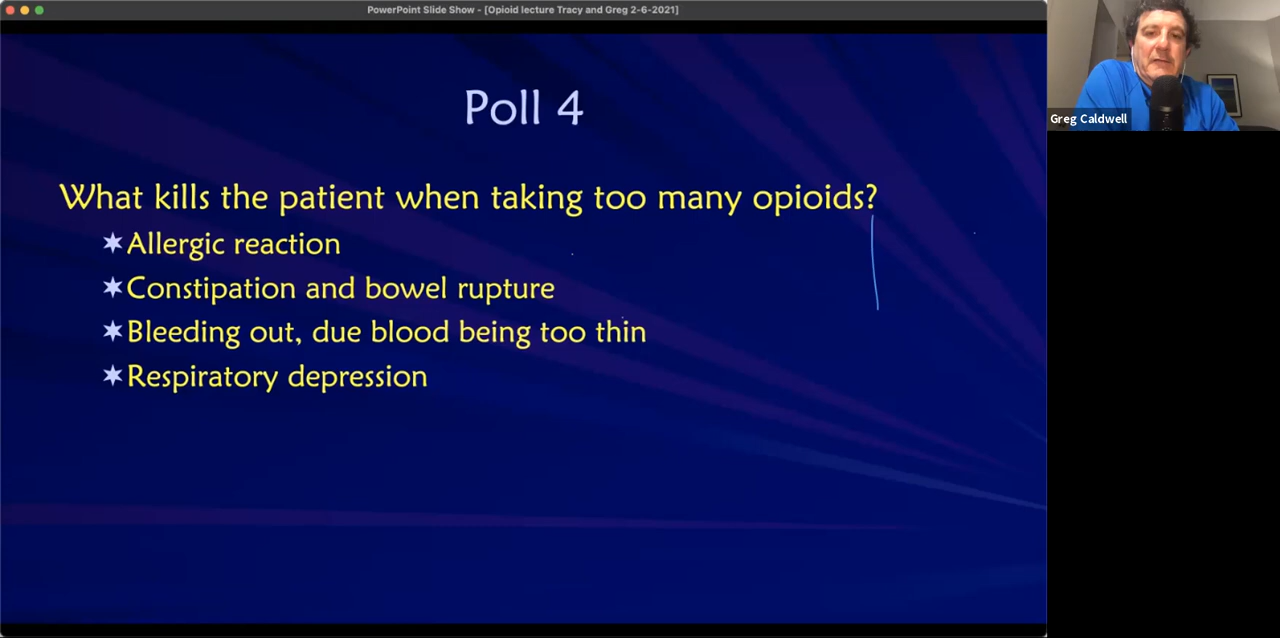 PowerPoint Slide Show - [Opioid lecture Tracy and Greg 2-6-2021]
Poll 4
What kills the patient when taking too many opioids?
Allergic reaction
Constipation and bowel rupture
Bleeding out, due blood being too thin
Respiratory depression
Greg Caldwell